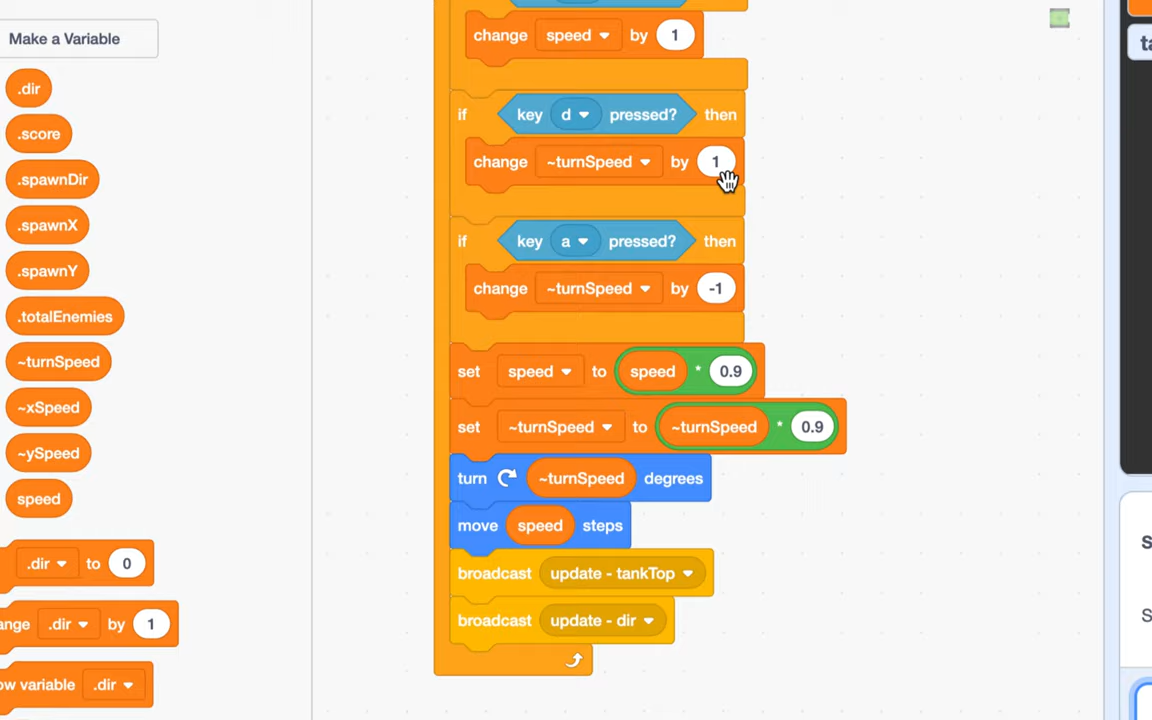 Make a Variable
.dir
.score
.spawnDir
.spawnX
.spawnY
.totalEnemies
~turnSpeed
~xSpeed
~ySpeed
speed
.dir to 0
ange .dir by 1
ow variable .dir
change speed by 1
if key d pressed? then
change ~turnSpeed by 1
if key a pressed? then
change ~turnSpeed by -1
set speed to speed * 0.9
set ~turnSpeed to ~turnSpeed * 0.9
turn ~turnSpeed degrees
move speed steps
broadcast update - tankTop
broadcast update - dir
ta
S
S